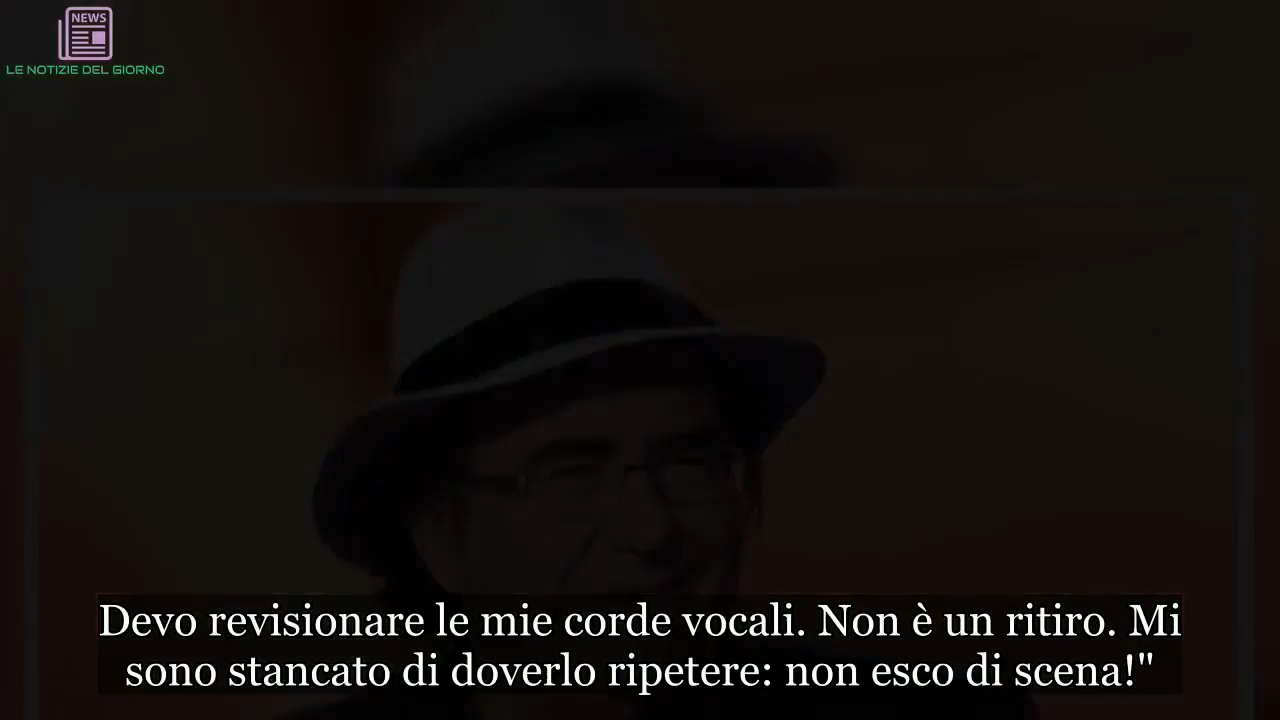 NEWS
LE NOTIZIE DEL GIORNO
Devo revisionare le mie corde vocali. Non è un ritiro. Mi
sono stancato di doverlo ripetere: non esco di scena!"